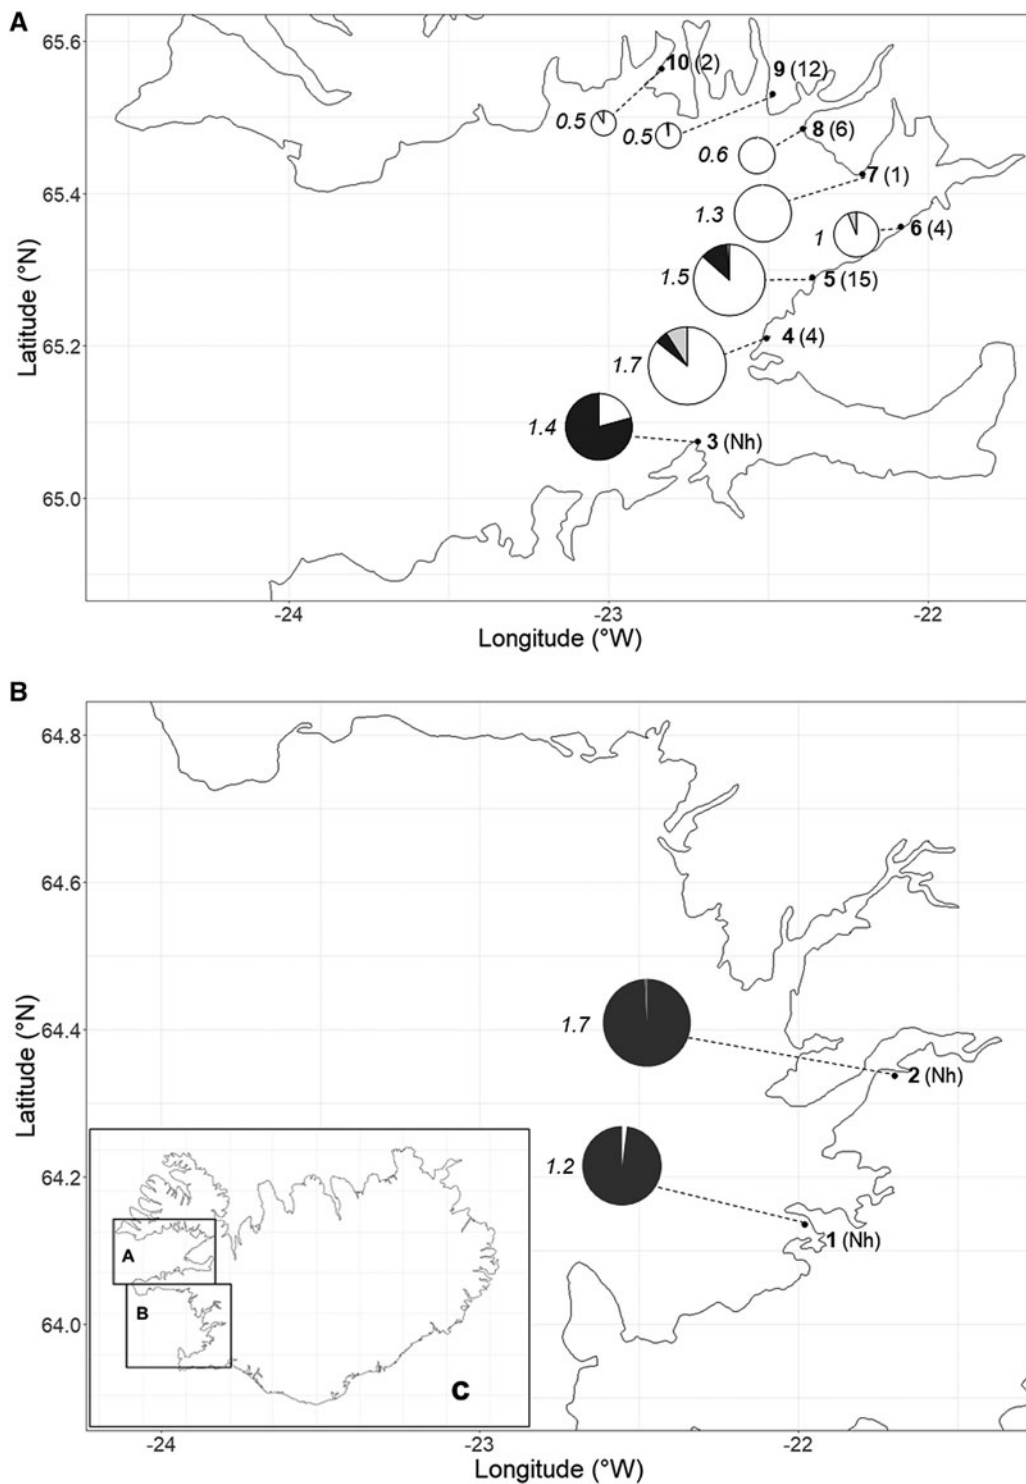 A
65.6
65.4
65.2
65.0
Latitude (°N)
10 (2)
9 (12)
0.5
0.5
8 (6)
0.6
7 (1)
1.3
6 (4)
1
5 (15)
1.5
4 (4)
1.7
3 (Nh)
1.4
-24
-23
-22
Longitude (°W)
B
64.8
64.6
64.4
64.2
64.0
Latitude (°N)
1.7
2 (Nh)
1.2
1 (Nh)
A
B
C
-24
-23
-22
Longitude (°W)